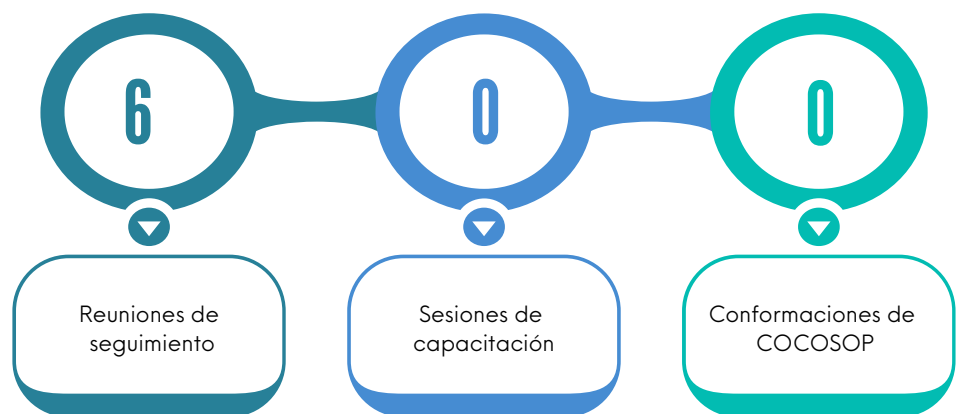 6
0
0
Reuniones de
seguimiento
Sesiones de
capacitación
Conformaciones de
COCOSOP